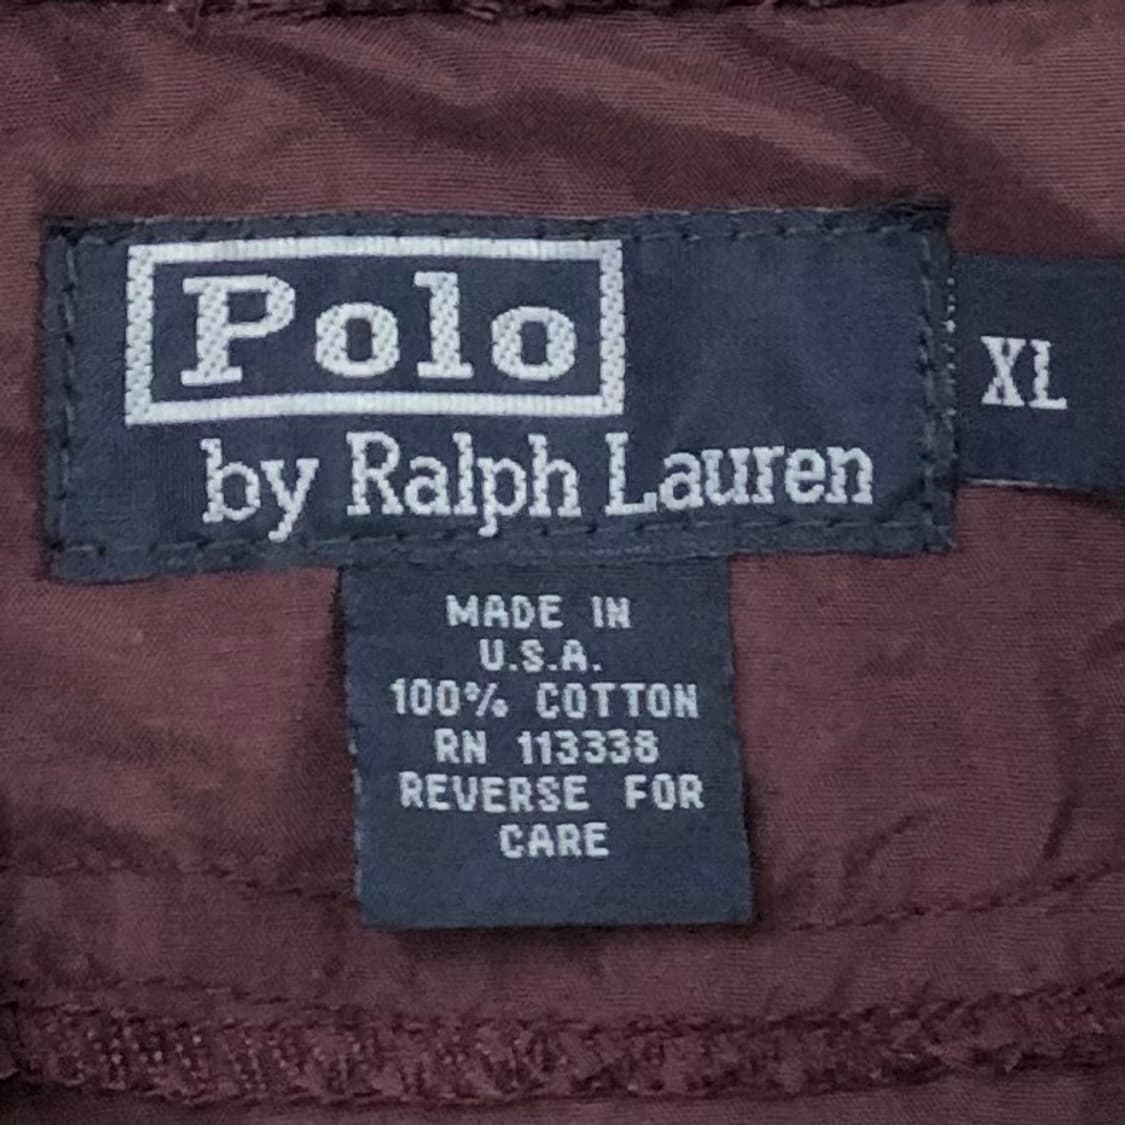 Polo
by Ralph Lauren
XL
MADE IN
U.S.A.
100% COTTON
RN 113338
REVERSE FOR
CARE